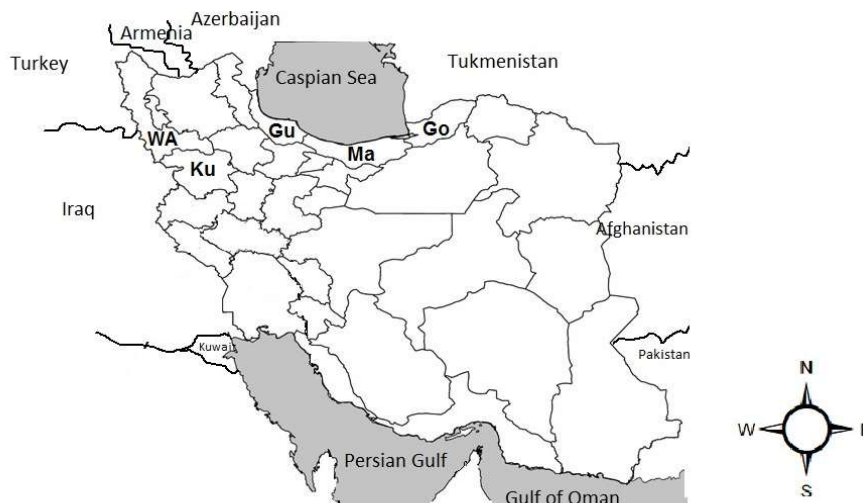 Azerbaijan
Armenia
Turkey
Caspian Sea
Tukmenistan
WA
Gu
Go
Ma
Ku
Iraq
Afghanistan
Kuwai
Pakistan
N
W
S
Persian Gulf
Gulf of Oman